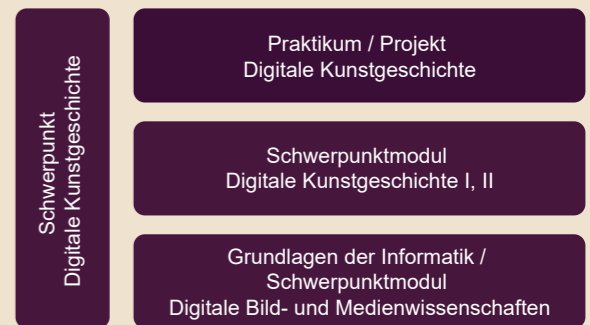 Schwerpunkt
Digitale Kunstgeschichte
Praktikum / Projekt
Digitale Kunstgeschichte
Schwerpunktmodul
Digitale Kunstgeschichte I, II
Grundlagen der Informatik /
Schwerpunktmodul
Digitale Bild- und Medienwissenschaften